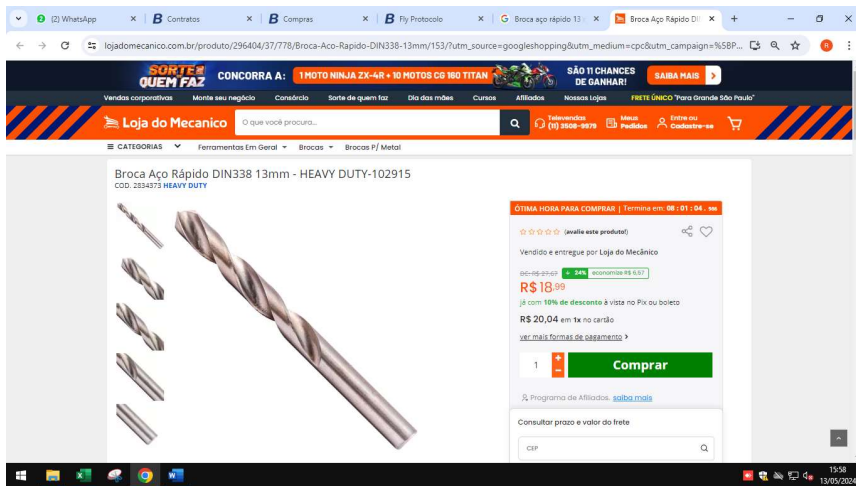 (2) WhatsApp
Contratos
Compras
Fly Protocolo
Broca aço rápido 13
Broca Aço Rápido DI
lojadomecanico.com.br/produto/296404/37/778/Broca-Aco-Rapido-DIN338-13mm/153/?utm_source=googleshopping&utm_medium=cpc&utm_campaign=%5BP...
SORTE DE QUEM FAZ
CONCORRA A:
1 MOTO NINJA ZX-4R + 10 MOTOS CG 160 TITAN
SÃO 11 CHANCES DE GANHAR!
SAIBA MAIS
Vendas corporativas Monte seu negócio Consórcio Sorte de quem faz Dia das mães Cursos Afiliados Nossas Lojas FRETE ÚNICO "Para Grande São Paulo"
Loja do Mecanico
O que você procura...
Televendas
(11) 3508-9979
Meus
Pedidos
Entre ou
Cadastre-se
CATEGORIAS
Ferramentas Em Geral
Brocas
Brocas P/ Metal
Broca Aço Rápido DIN338 13mm - HEAVY DUTY-102915
COD. 2834373 HEAVY DUTY
ÓTIMA HORA PARA COMPRAR | Termina em: 08 : 01 : 04 .
(avalie este produto!)
Vendido e entregue por Loja do Mecânico
DE: R$ 27,67 24% economize R$ 6,67
R$ 18,99
já com 10% de desconto à vista no Pix ou boleto
R$ 20,04 em 1x no cartão
ver mais formas de pagamento
1
+
−
Comprar
Programa de Afiliados. saiba mais
Consultar prazo e valor do frete
CEP
15:58
13/05/2024